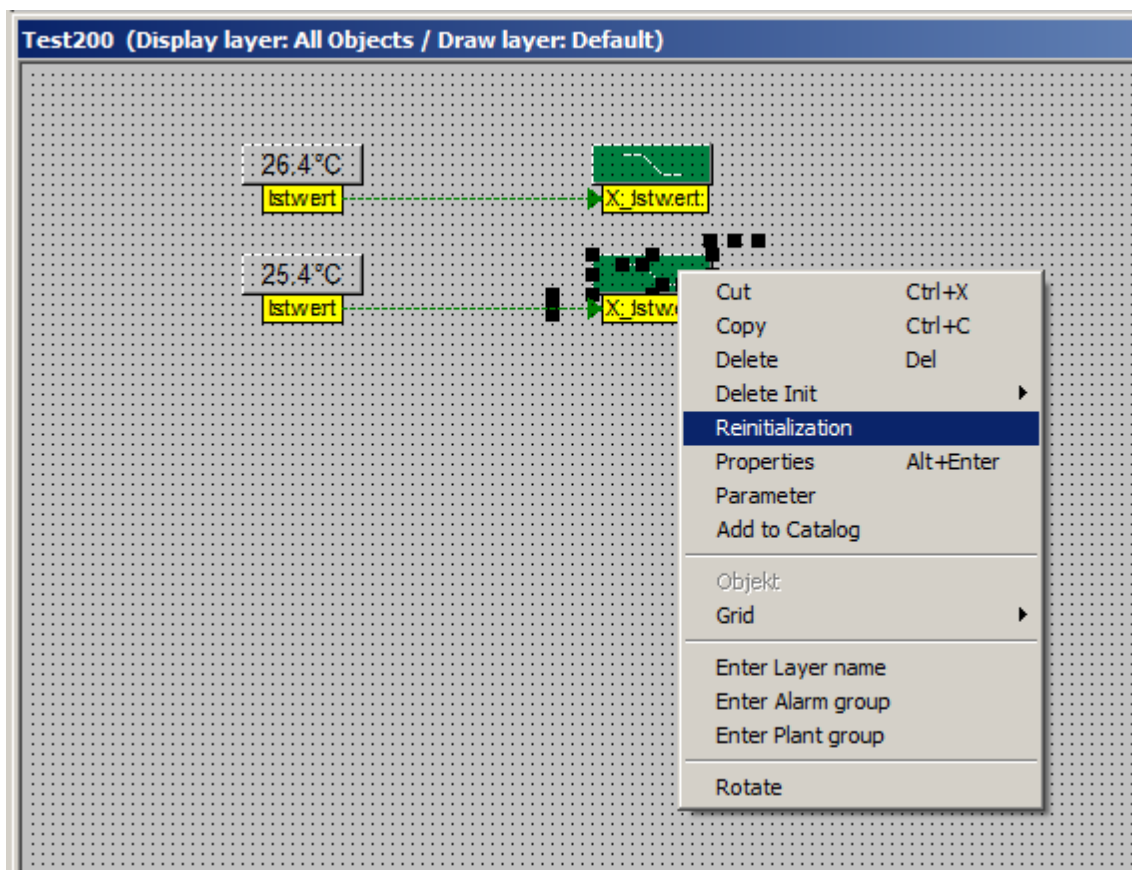 Test200 (Display layer: All Objects / Draw layer: Default)
26.4°C
Istwert
X_Istwert
25.4°C
Istwert
X_Istw
Cut Ctrl+X
Copy Ctrl+C
Delete Del
Delete Init
Reinitialization
Properties Alt+Enter
Parameter
Add to Catalog
Objekt
Grid
Enter Layer name
Enter Alarm group
Enter Plant group
Rotate